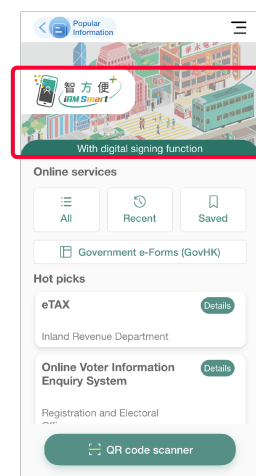 Popular
Information
智方便+
iAM Smart
With digital signing function
Online services
All
Recent
Saved
Government e-Forms (GovHK)
Hot picks
eTAX
Details
Inland Revenue Department
Online Voter Information
Enquiry System
Details
Registration and Electoral
QR code scanner